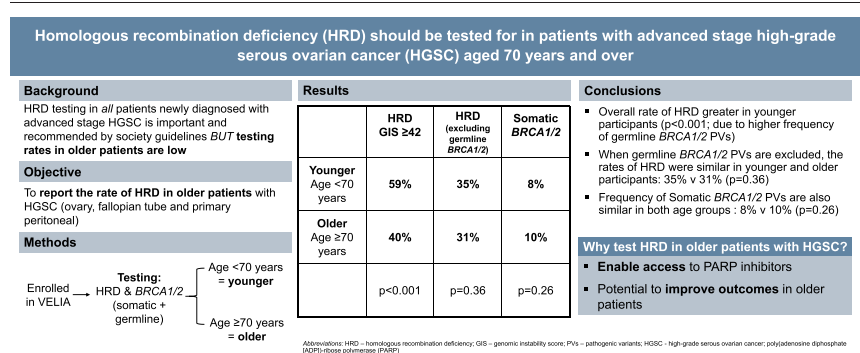 Homologous recombination deficiency (HRD) should be tested for in patients with advanced stage high-grade
serous ovarian cancer (HGSC) aged 70 years and over
Background
HRD testing in all patients newly diagnosed with
advanced stage HGSC is important and
recommended by society guidelines BUT testing
rates in older patients are low
Objective
To report the rate of HRD in older patients with
HGSC (ovary, fallopian tube and primary
peritoneal)
Methods
Enrolled
in VELIA
Testing:
HRD & BRCA1/2
(somatic +
germline)
Age <70 years
= younger
Age ≥70 years
= older
Results
HRD
GIS ≥42
HRD
(excluding
germline
BRCA1/2)
Somatic
BRCA1/2
Younger
Age <70
years
59%
35%
8%
Older
Age ≥70
years
40%
31%
10%
p<0.001
p=0.36
p=0.26
Abbreviations: HRD – homologous recombination deficiency; GIS – genomic instability score; PVs – pathogenic variants; HGSC - high-grade serous ovarian cancer; poly(adenosine diphosphate
[ADP])-ribose polymerase (PARP)
Conclusions
▪ Overall rate of HRD greater in younger
participants (p<0.001; due to higher frequency
of germline BRCA1/2 PVs)
▪ When germline BRCA1/2 PVs are excluded, the
rates of HRD were similar in younger and older
participants: 35% v 31% (p=0.36)
▪ Frequency of Somatic BRCA1/2 PVs are also
similar in both age groups : 8% v 10% (p=0.26)
Why test HRD in older patients with HGSC?
▪ Enable access to PARP inhibitors
▪ Potential to improve outcomes in older
patients